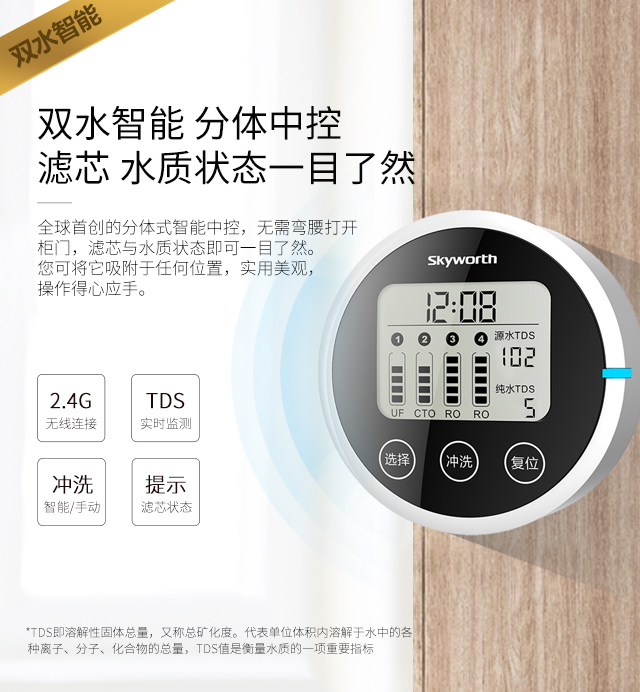 双水智能
双水智能 分体中控
滤芯 水质状态一目了然
全球首创的分体式智能中控，无需弯腰打开
柜门，滤芯与水质状态即可一目了然。
您可将它吸附于任何位置，实用美观，
操作得心应手。
Skyworth
12:08
1 2 3 4 源水TDS
102
纯水TDS
5
UF CTO RO RO
选择 冲洗 复位
2.4G
无线连接
TDS
实时监测
冲洗
智能/手动
提示
滤芯状态
*TDS即溶解性固体总量，又称总矿化度。代表单位体积内溶解于水中的各
种离子、分子、化合物的总量，TDS值是衡量水质的一项重要指标